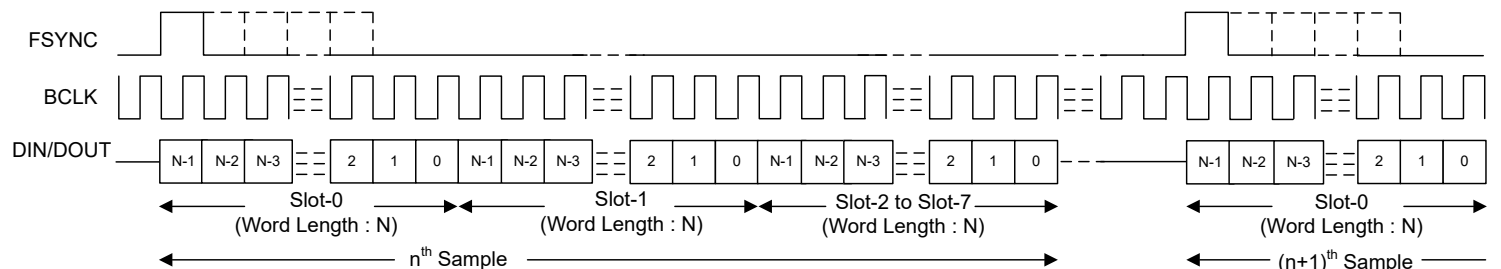 FSYNC
BCLK
DIN/DOUT
N-1 N-2 N-3 2 1 0 N-1 N-2 N-3 2 1 0 N-1 N-2 N-3 2 1 0 N-1 N-2 N-3 2 1 0
Slot-0 Slot-1 Slot-2 to Slot-7 Slot-0
(Word Length : N) (Word Length : N) (Word Length : N) (Word Length : N)
nth Sample (n+1)th Sample